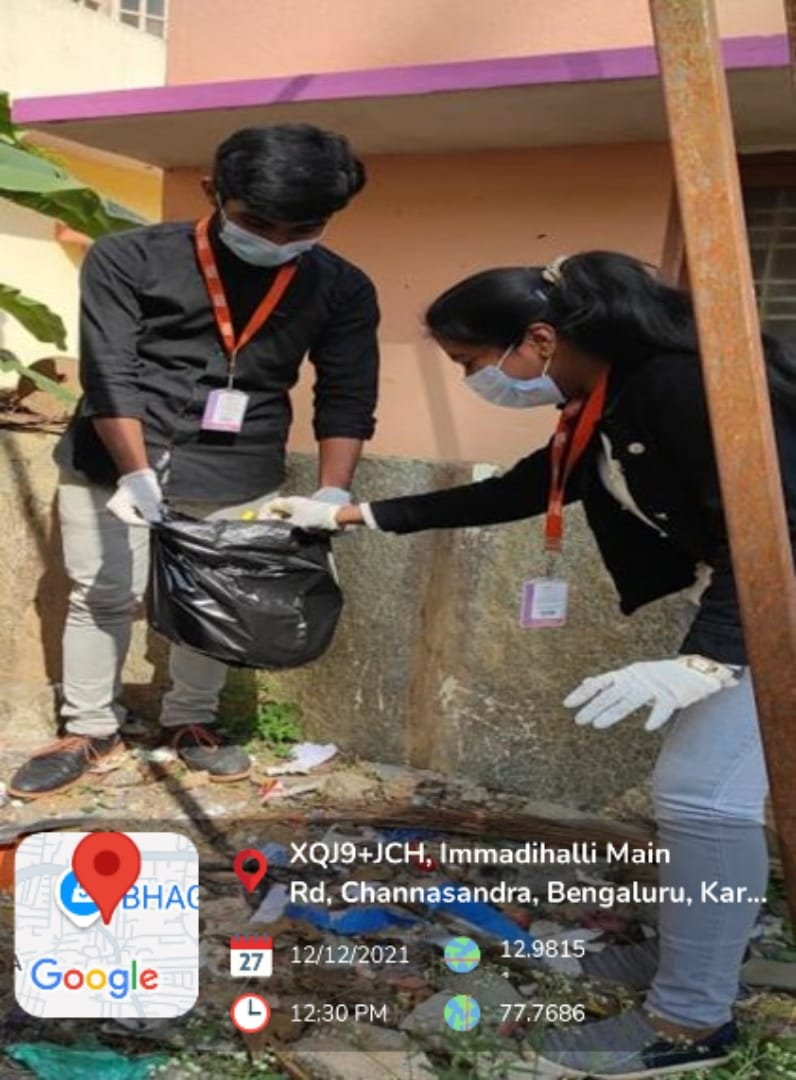 XQJ9+JCH, Immadihalli Main
Rd, Channasandra, Bengaluru, Kar...
BHAG
Google
27 12/12/2021 12.9815
12:30 PM 77.7686